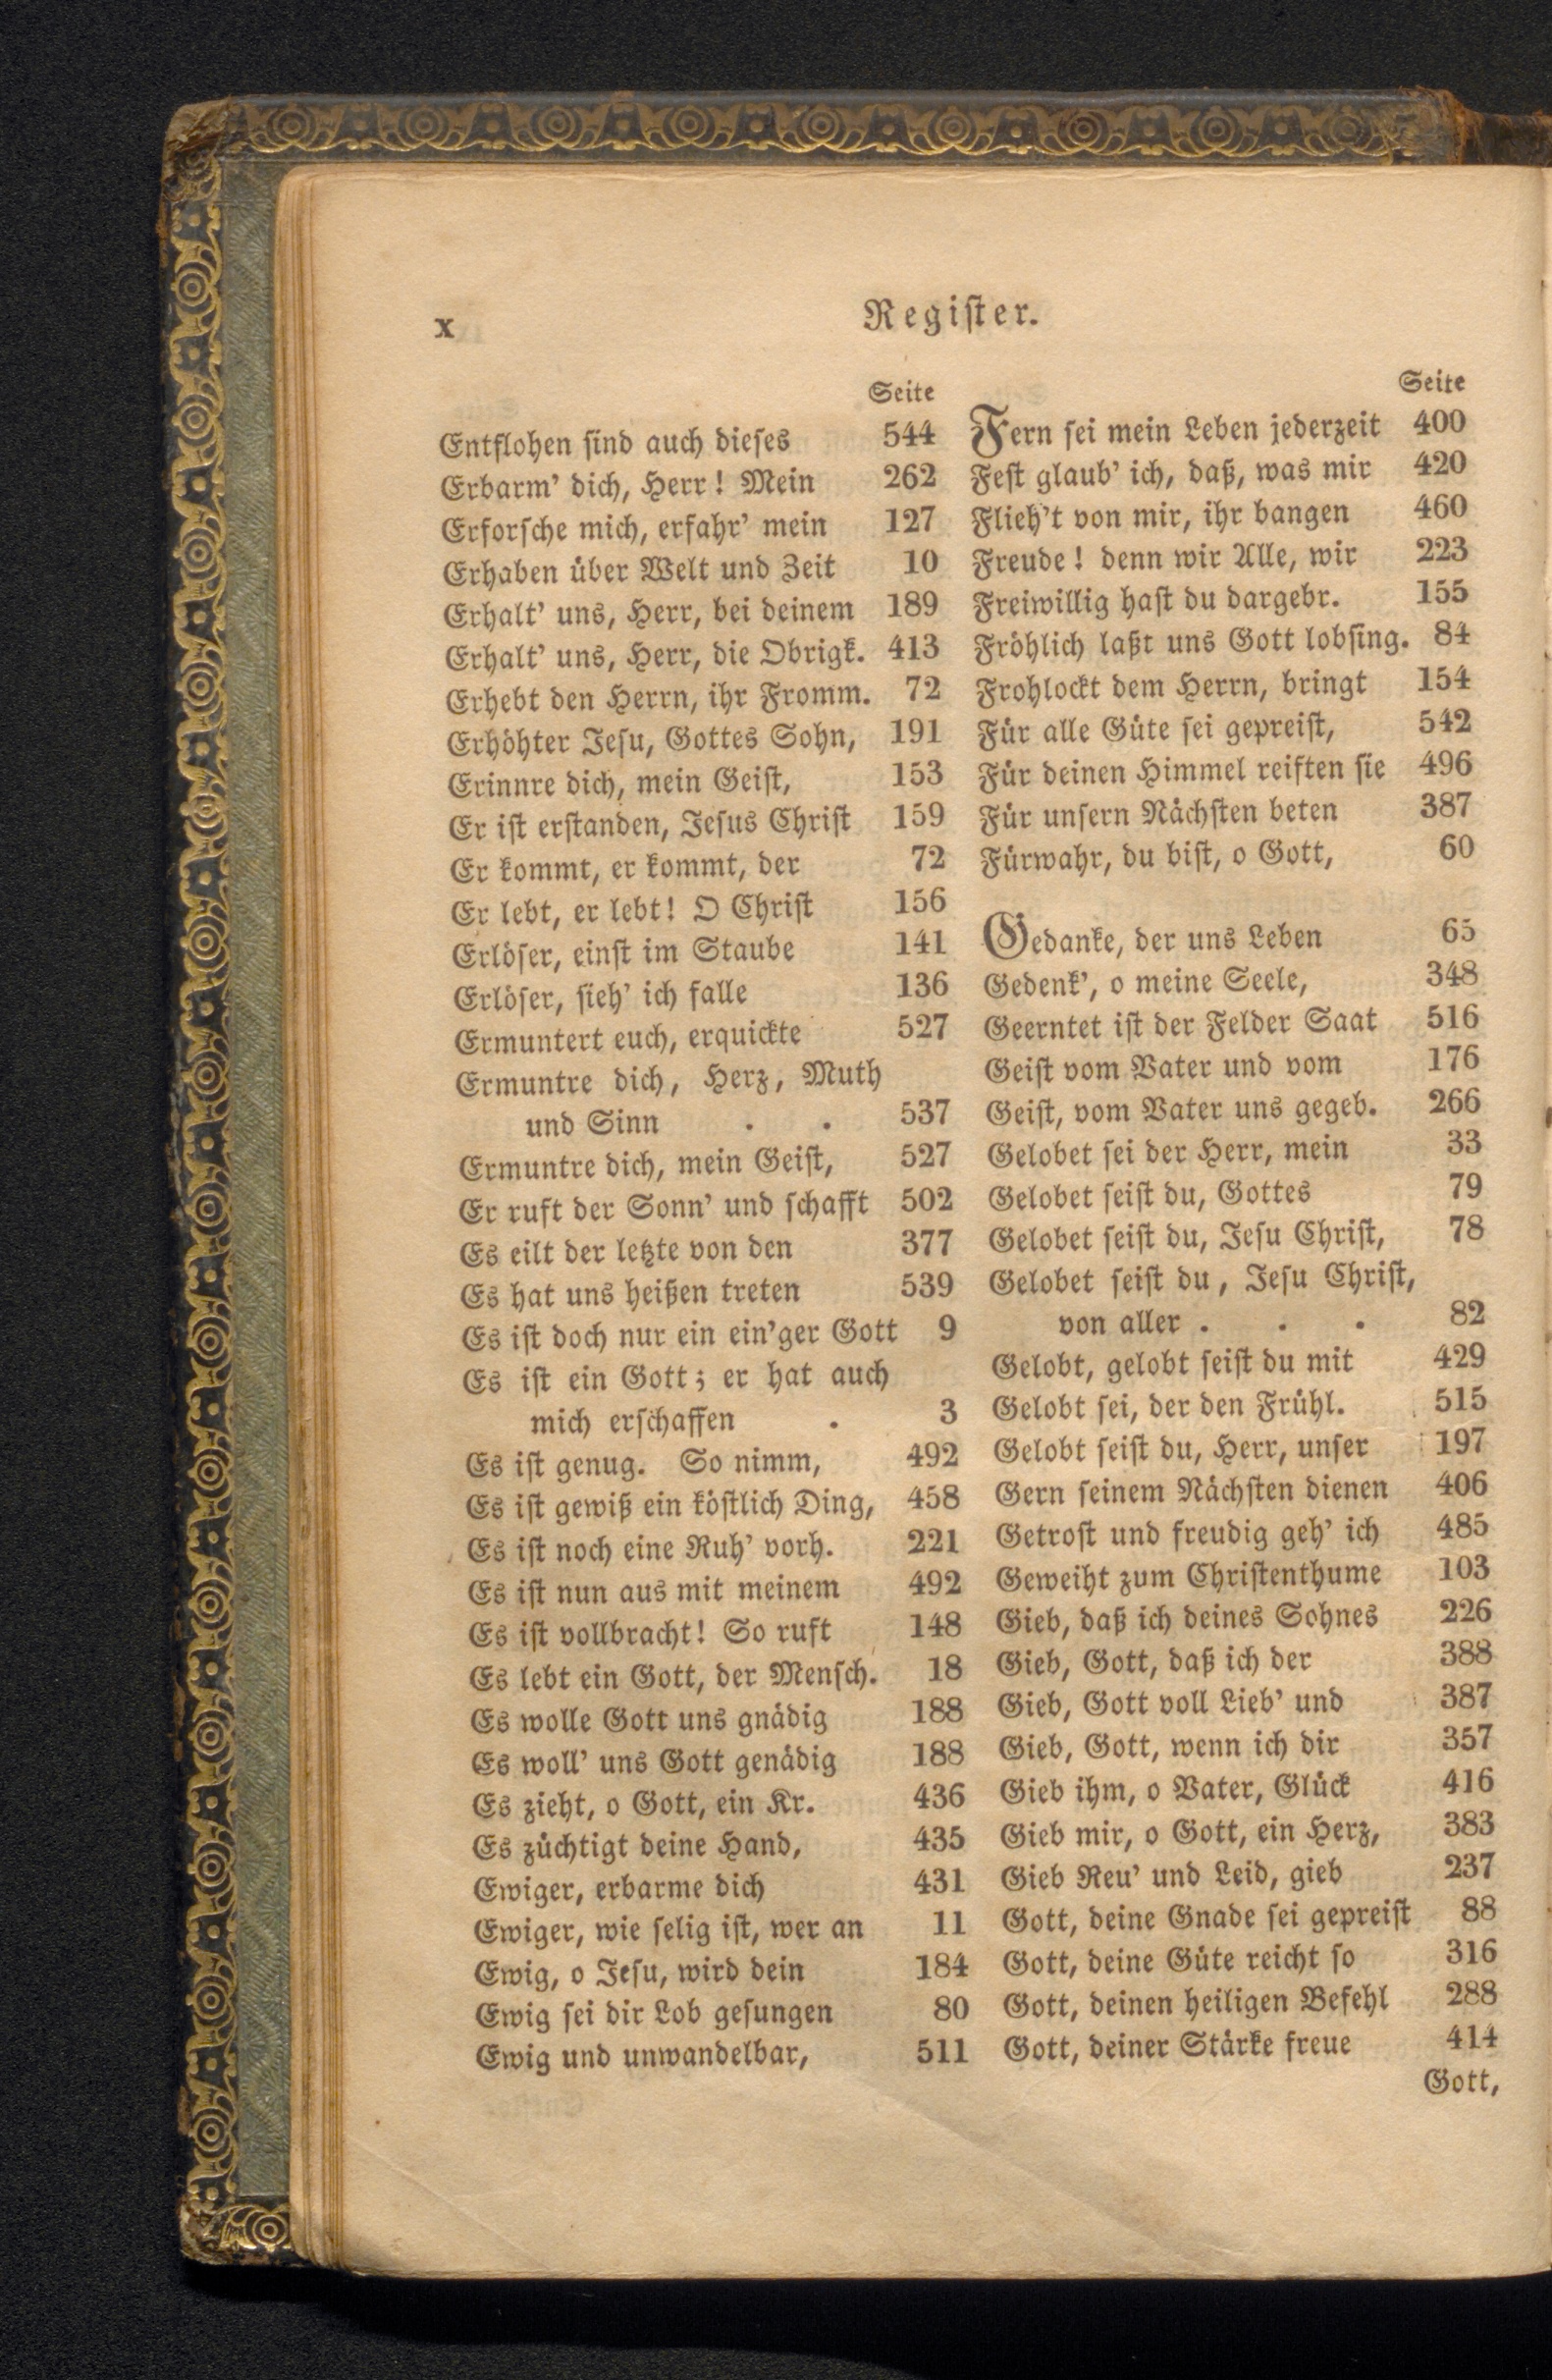 x
Register.
Seite
Entflohen sind auch dieses 544
Erbarm' dich, Herr! Mein 262
Erforsche mich, erfahr' mein 127
Erhaben über Welt und Zeit 10
Erhalt' uns, Herr, bei deinem 189
Erhalt' uns, Herr, die Obrigk. 413
Erhebt den Herrn, ihr Fromm. 72
Erhöhter Jesu, Gottes Sohn, 191
Erinnre dich, mein Geist, 153
Er ist erstanden, Jesus Christ 159
Er kommt, er kommt, der 72
Er lebt, er lebt! O Christ 156
Erlöser, einst im Staube 141
Erlöser, sieh' ich falle 136
Ermuntert euch, erquickte 527
Ermuntre dich, Herz, Muth
und Sinn . . 537
Ermuntre dich, mein Geist, 527
Er ruft der Sonn' und schafft 502
Es eilt der letzte von den 377
Es hat uns heißen treten 539
Es ist doch nur ein ein'ger Gott 9
Es ist ein Gott; er hat auch
mich erschaffen . 3
Es ist genug. So nimm, 492
Es ist gewiß ein köstlich Ding, 458
Es ist noch eine Ruh' vorh. 221
Es ist nun aus mit meinem 492
Es ist vollbracht! So ruft 148
Es lebt ein Gott, der Mensch. 18
Es wolle Gott uns gnädig 188
Es woll' uns Gott genädig 188
Es zieht, o Gott, ein Kr. 436
Es züchtigt deine Hand, 435
Ewiger, erbarme dich 431
Ewiger, wie selig ist, wer an 11
Ewig, o Jesu, wird dein 184
Ewig sei dir Lob gesungen 80
Ewig und unwandelbar, 511
Seite
Fern sei mein Leben jederzeit 400
Fest glaub' ich, daß, was mir 420
Flieh't von mir, ihr bangen 460
Freude! denn wir Alle, wir 223
Freiwillig hast du dargebr. 155
Fröhlich laßt uns Gott lobsing. 84
Frohlockt dem Herrn, bringt 154
Für alle Güte sei gepreist, 542
Für deinen Himmel reiften sie 496
Für unsern Nächsten beten 387
Fürwahr, du bist, o Gott, 60
Gedanke, der uns Leben 65
Gedenk', o meine Seele, 348
Geerntet ist der Felder Saat 516
Geist vom Vater und vom 176
Geist, vom Vater uns gegeb. 266
Gelobet sei der Herr, mein 33
Gelobet seist du, Gottes 79
Gelobet seist du, Jesu Christ, 78
Gelobet seist du, Jesu Christ,
von aller . . . 82
Gelobt, gelobt seist du mit 429
Gelobt sei, der den Frühl. 515
Gelobt seist du, Herr, unser 197
Gern seinem Nächsten dienen 406
Getrost und freudig geh' ich 485
Geweiht zum Christenthume 103
Gieb, daß ich deines Sohnes 226
Gieb, Gott, daß ich der 388
Gieb, Gott voll Lieb' und 387
Gieb, Gott, wenn ich dir 357
Gieb ihm, o Vater, Glück 416
Gieb mir, o Gott, ein Herz, 383
Gieb Reu' und Leid, gieb 237
Gott, deine Gnade sei gepreist 88
Gott, deine Güte reicht so 316
Gott, deinen heiligen Befehl 288
Gott, deiner Stärke freue 414
Gott,